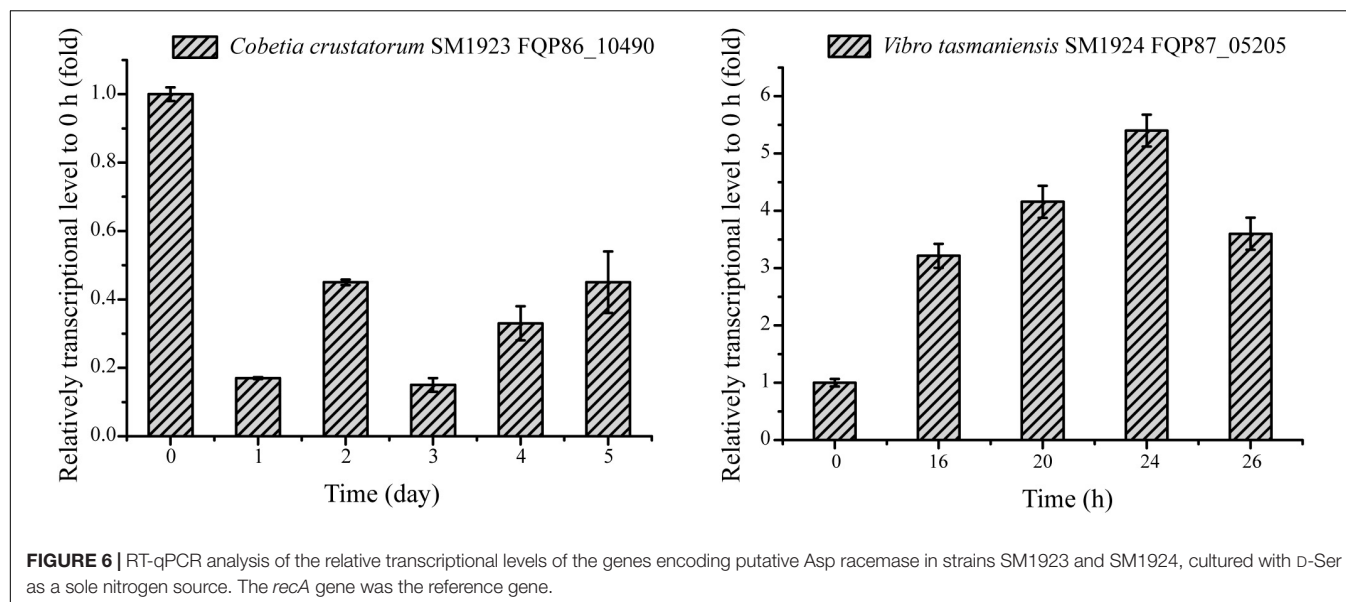 Cobetia crustatorum SM1923 FQP86_10490
Relatively transcriptional level to 0 h (fold)
1.0
0.8
0.6
0.4
0.2
0.0
0 1 2 3 4 5
Time (day)
Vibro tasmaniensis SM1924 FQP87_05205
Relatively transcriptional level to 0 h (fold)
6
5
4
3
2
1
0
0 16 20 24 26
Time (h)
FIGURE 6 | RT-qPCR analysis of the relative transcriptional levels of the genes encoding putative Asp racemase in strains SM1923 and SM1924, cultured with D-Ser
as a sole nitrogen source. The recA gene was the reference gene.